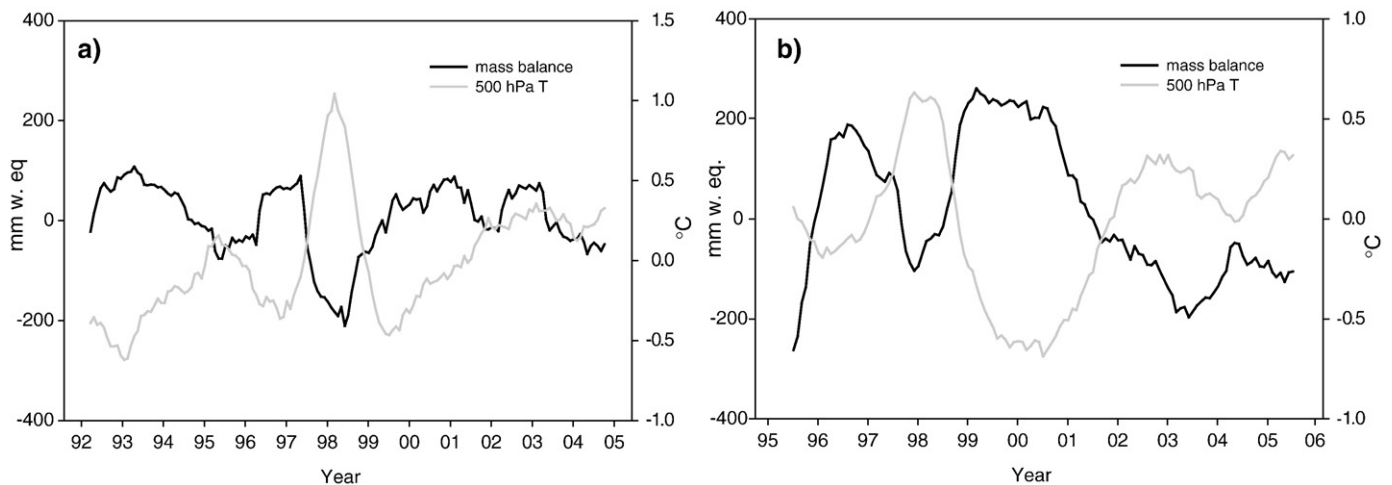 a)
mass balance
500 hPa T
400
200
0
-200
-400
mm w. eq
1.5
1.0
0.5
0.0
-0.5
-1.0
°C
92 93 94 95 96 97 98 99 00 01 02 03 04 05
Year
b)
mass balance
500 hPa T
400
200
0
-200
-400
mm w. eq.
1.0
0.5
0.0
-0.5
-1.0
°C
95 96 97 98 99 00 01 02 03 04 05 06
Year